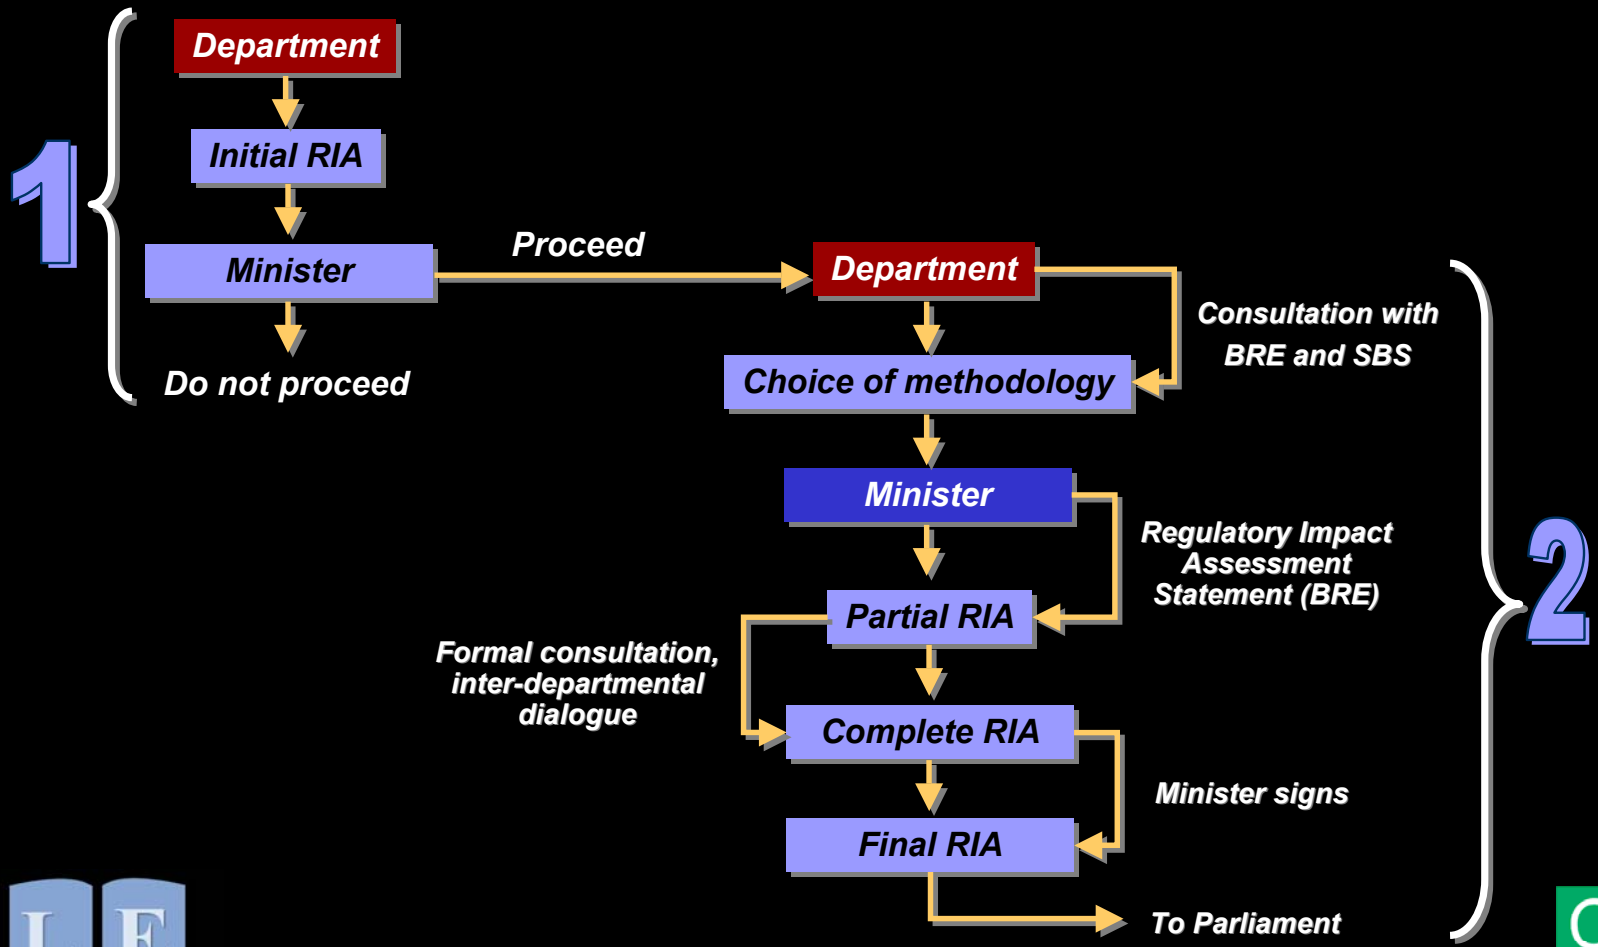 1
Department
Initial RIA
Minister
Do not proceed
Proceed
Department
Consultation with
BRE and SBS
Choice of methodology
Minister
Regulatory Impact
Assessment
Statement (BRE)
Partial RIA
Formal consultation,
inter-departmental
dialogue
Complete RIA
Minister signs
Final RIA
To Parliament
2